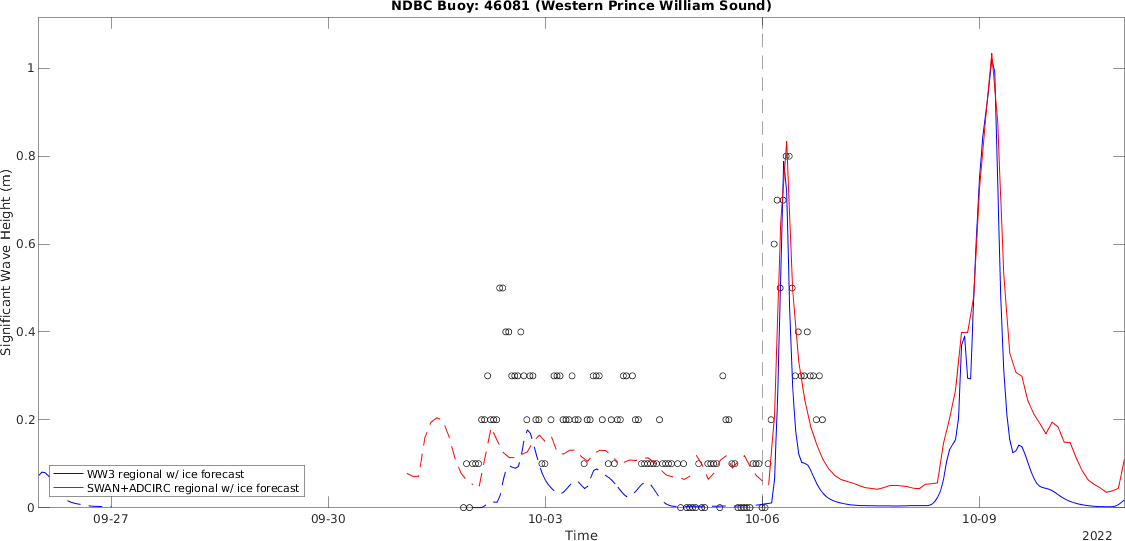 NDBC Buoy: 46081 (Western Prince William Sound)
Significant Wave Height (m)
1
0.8
0.6
0.4
0.2
0
WW3 regional w/ ice forecast
SWAN+ADCIRC regional w/ ice forecast
09-27
09-30
10-03
10-06
10-09
Time
2022